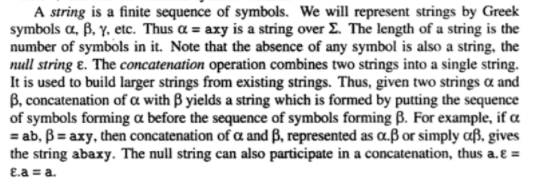 A string is a finite sequence of symbols. We will represent strings by Greek
symbols α, β, γ, etc. Thus α = axy is a string over Σ. The length of a string is the
number of symbols in it. Note that the absence of any symbol is also a string, the
null string ε. The concatenation operation combines two strings into a single string.
It is used to build larger strings from existing strings. Thus, given two strings α and
β, concatenation of α with β yields a string which is formed by putting the sequence
of symbols forming α before the sequence of symbols forming β. For example, if α
= ab, β = axy, then concatenation of α and β, represented as α.β or simply αβ, gives
the string abaxy. The null string can also participate in a concatenation, thus a.ε =
ε.a = a.